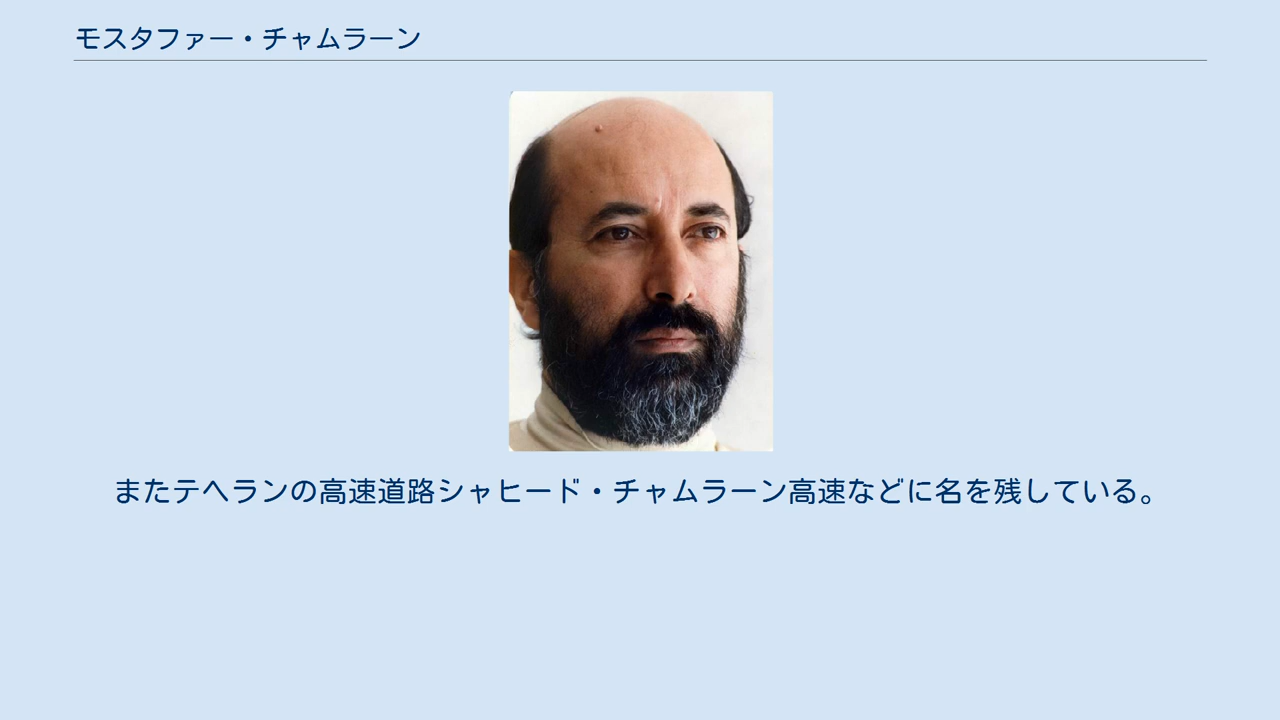 モスタファー・チャムラーン
またテヘランの高速道路シャヒード・チャムラーン高速などに名を残している。